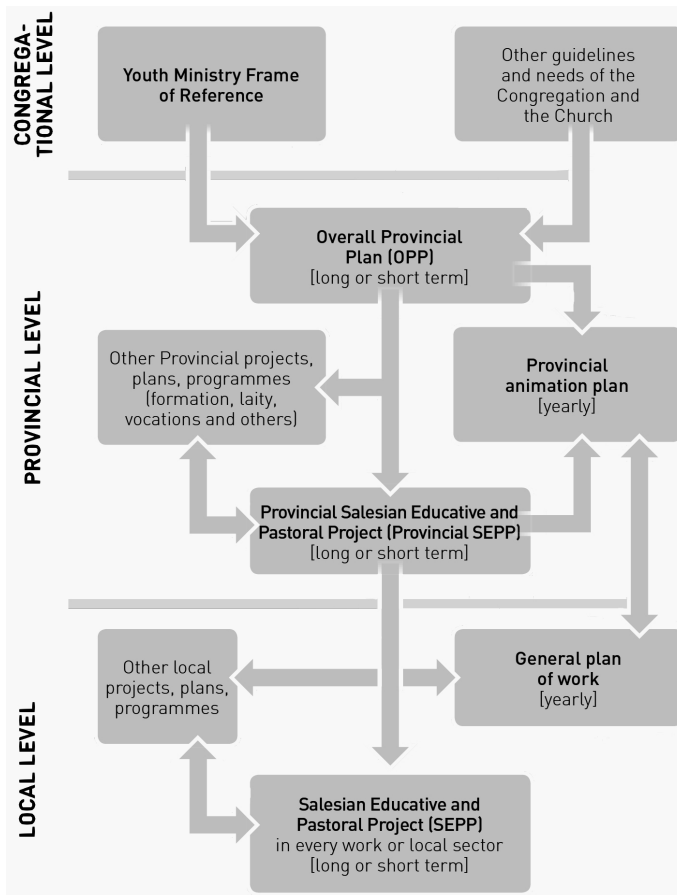 CONGREGA-
TIONAL LEVEL
Youth Ministry Frame
of Reference
Other guidelines
and needs of the
Congregation and
the Church
PROVINCIAL LEVEL
Overall Provincial
Plan (OPP)
[long or short term]
Other Provincial projects,
plans, programmes
(formation, laity,
vocations and others)
Provincial
animation plan
[yearly]
Provincial Salesian Educative and
Pastoral Project (Provincial SEPP)
[long or short term]
LOCAL LEVEL
Other local
projects, plans,
programmes
General plan
of work
[yearly]
Salesian Educative and
Pastoral Project (SEPP)
in every work or local sector
[long or short term]